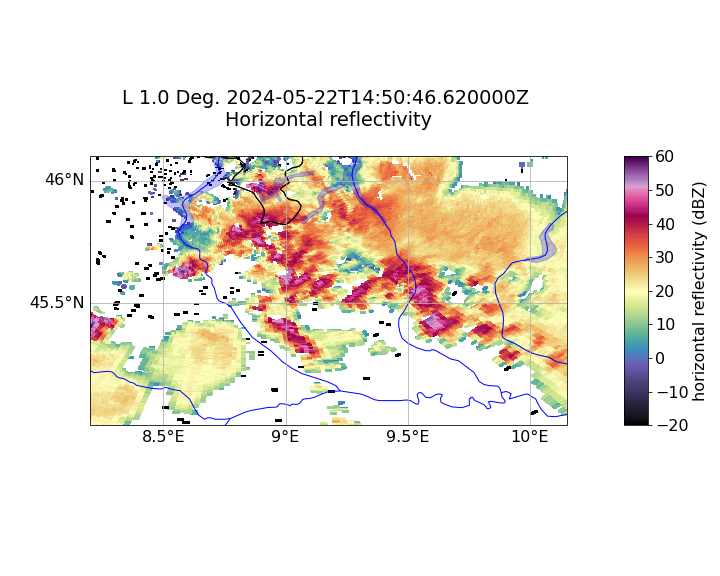 L 1.0 Deg. 2024-05-22T14:50:46.620000Z
Horizontal reflectivity
46°N
45.5°N
8.5°E
9°E
9.5°E
10°E
60
50
40
30
20
10
0
−10
−20
horizontal reflectivity (dBZ)